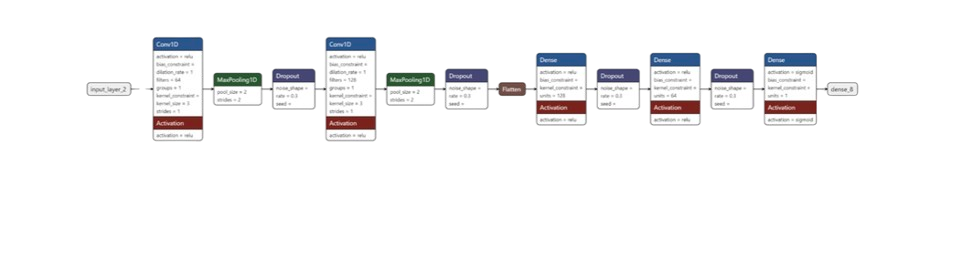 input_layer_2
Conv1D
activation = relu
bias_constraint =
dilation_rate = 1
filters = 64
groups = 1
kernel_constraint =
kernel_size = 3
strides = 1
Activation
activation = relu
MaxPooling1D
pool_size = 2
strides = 2
Dropout
noise_shape =
rate = 0.3
seed =
Conv1D
activation = relu
bias_constraint =
dilation_rate = 1
filters = 128
groups = 1
kernel_constraint =
kernel_size = 3
strides = 1
Activation
activation = relu
MaxPooling1D
pool_size = 2
strides = 2
Dropout
noise_shape =
rate = 0.3
seed =
Flatten
Dense
activation = relu
bias_constraint =
kernel_constraint =
units = 128
Activation
activation = relu
Dropout
noise_shape =
rate = 0.3
seed =
Dense
activation = relu
bias_constraint =
kernel_constraint =
units = 64
Activation
activation = relu
Dropout
noise_shape =
rate = 0.3
seed =
Dense
activation = sigmoid
bias_constraint =
kernel_constraint =
units = 1
Activation
activation = sigmoid
dense_8